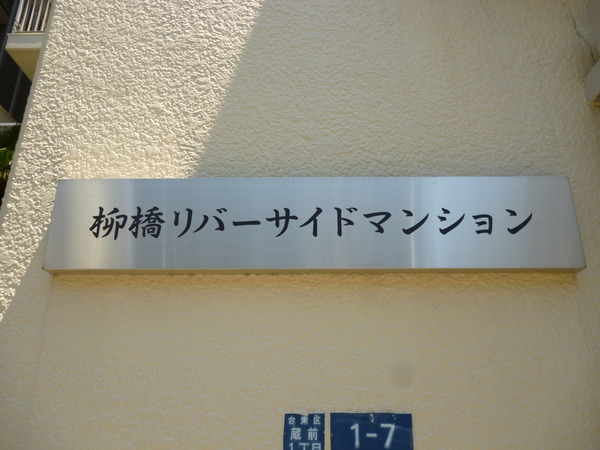 柳橋リバーサイドマンション
台東区
蔵前
1丁目
1-7